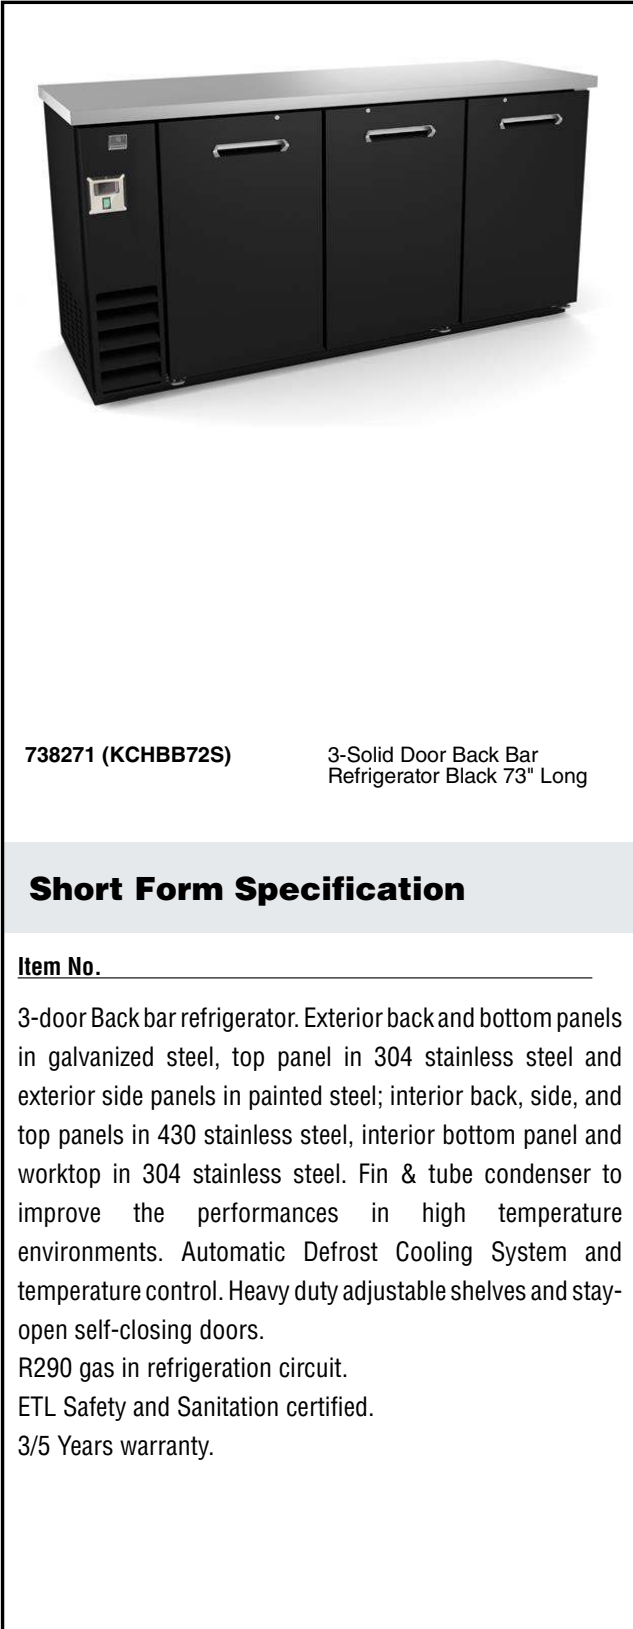 738271 (KCHBB72S)
3-Solid Door Back Bar
Refrigerator Black 73" Long
Short Form Specification
Item No.
3-door Back bar refrigerator. Exterior back and bottom panels
in galvanized steel, top panel in 304 stainless steel and
exterior side panels in painted steel; interior back, side, and
top panels in 430 stainless steel, interior bottom panel and
worktop in 304 stainless steel. Fin & tube condenser to
improve the performances in high temperature
environments. Automatic Defrost Cooling System and
temperature control. Heavy duty adjustable shelves and stay-
open self-closing doors.
R290 gas in refrigeration circuit.
ETL Safety and Sanitation certified.
3/5 Years warranty.